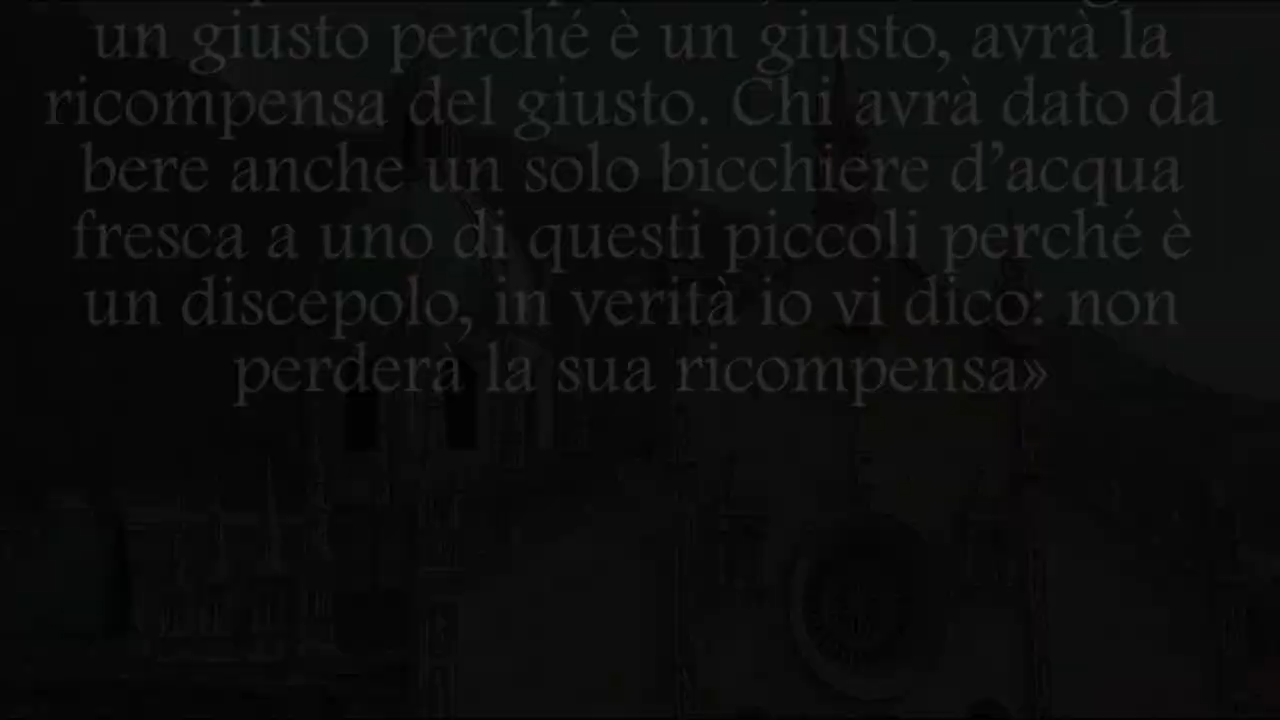 un giusto perché è un giusto, avrà la
ricompensa del giusto. Chi avrà dato da
bere anche un solo bicchiere d’acqua
fresca a uno di questi piccoli perché è
un discepolo, in verità io vi dico: non
perderà la sua ricompensa»